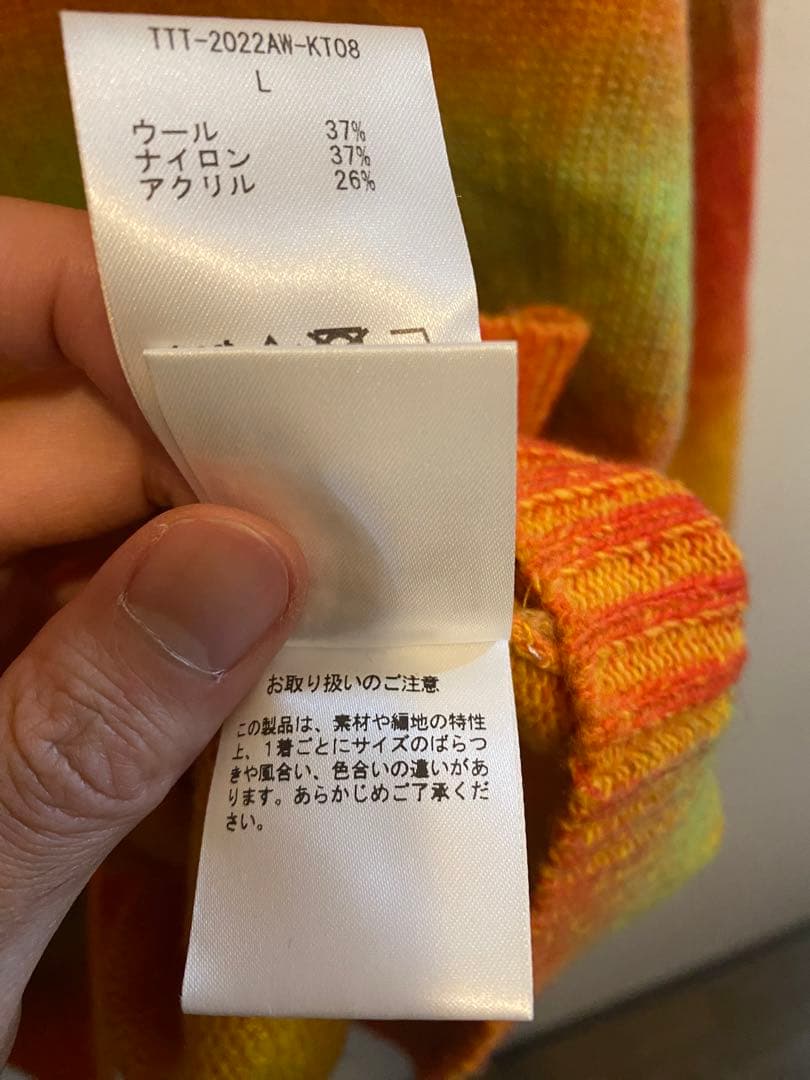 TTT-2022AW-KT08
L
ウール 37%
ナイロン 37%
アクリル 26%
お取り扱いのご注意
この製品は、素材や編地の特性
上、1着ごとにサイズのばらつ
きや風合い、色合いの違いがあ
ります。あらかじめご了承くだ
さい。